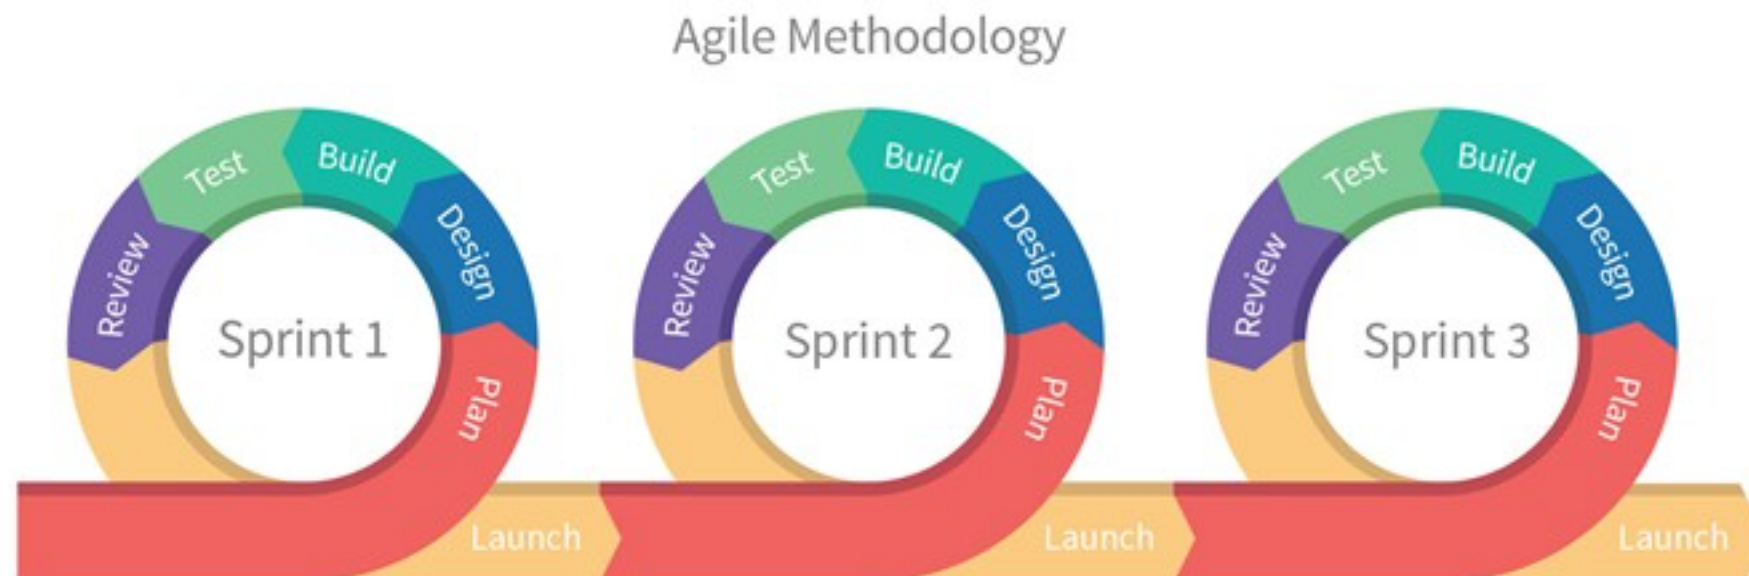 Agile Methodology
Test
Build
Design
Review
Sprint 1
Plan
Launch
Test
Build
Design
Review
Sprint 2
Plan
Launch
Test
Build
Design
Review
Sprint 3
Plan
Launch